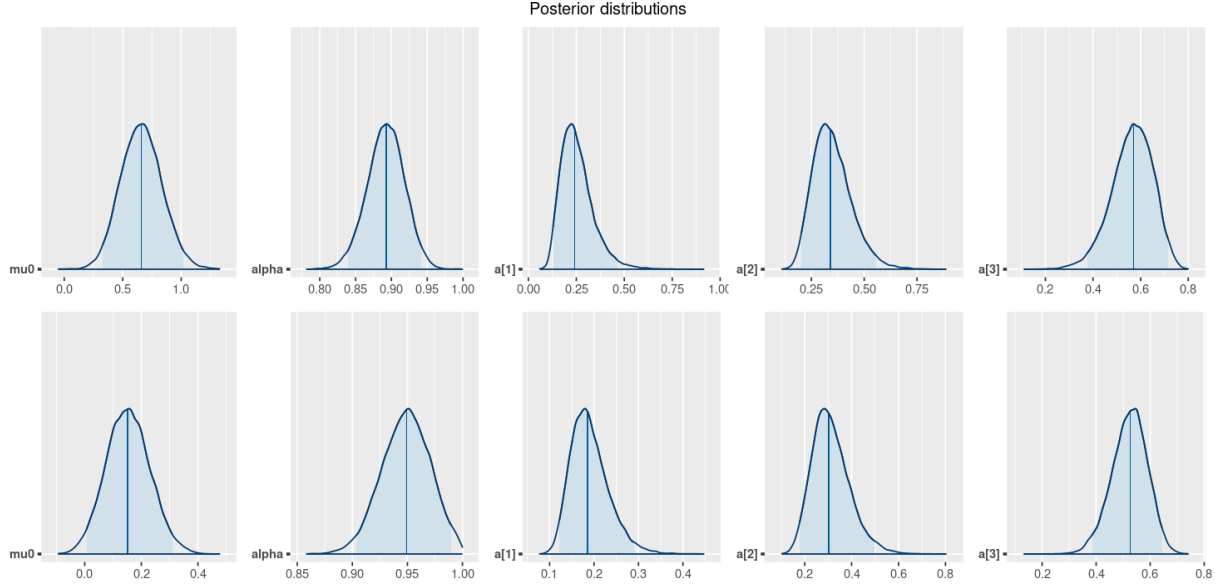 Posterior distributions
mu0 alpha a[1] a[2] a[3]
0.0 0.5 1.0 0.80 0.85 0.90 0.95 1.00 0.00 0.25 0.50 0.75 1.00 0.25 0.50 0.75 0.2 0.4 0.6 0.8
mu0 alpha a[1] a[2] a[3]
0.0 0.2 0.4 0.85 0.90 0.95 1.00 0.1 0.2 0.3 0.4 0.2 0.4 0.6 0.8 0.2 0.4 0.6 0.8